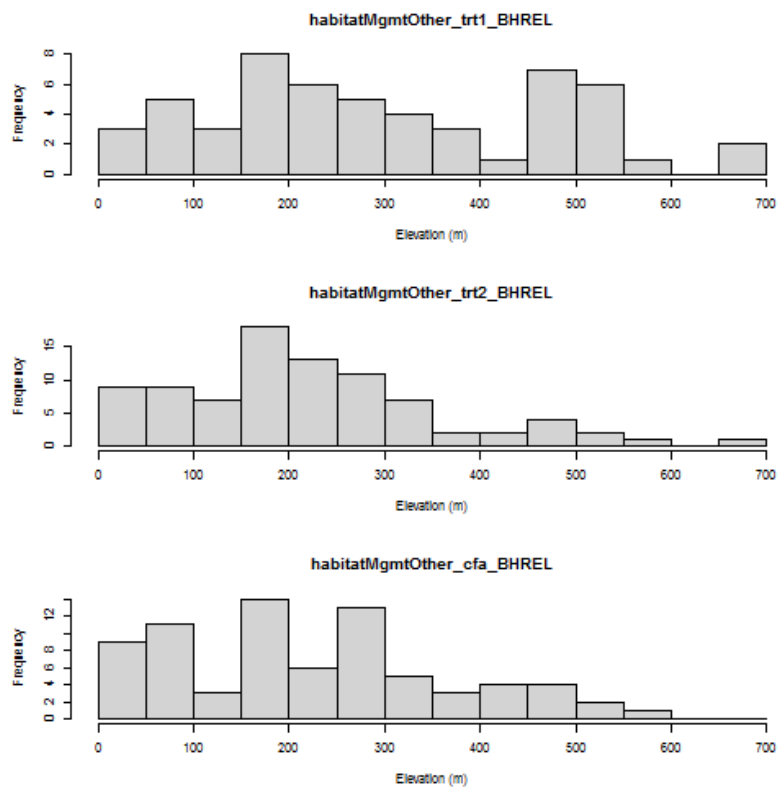 habitatMgmtOther_trt1_BHREL
Frequency
0 2 4 6 8
0 100 200 300 400 500 600 700
Elevation (m)
habitatMgmtOther_trt2_BHREL
Frequency
0 5 10 15
0 100 200 300 400 500 600 700
Elevation (m)
habitatMgmtOther_cfa_BHREL
Frequency
0 2 4 6 8 12
0 100 200 300 400 500 600 700
Elevation (m)